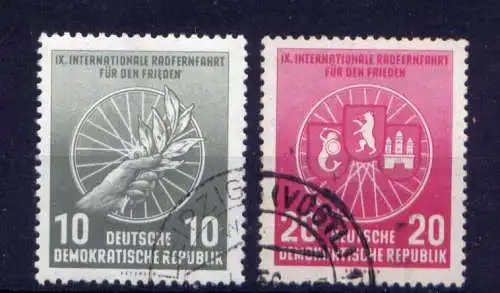 IX. INTERNATIONALE RADFERNFAHRT
FÜR DEN FRIEDEN
10 DEUTSCHE 10
DEMOKRATISCHE REPUBLIK
IX. INTERNATIONALE RADFERNFAHRT
FÜR DEN FRIEDEN
20 DEUTSCHE 20
DEMOKRATISCHE REPUBLIK
(VOGTL